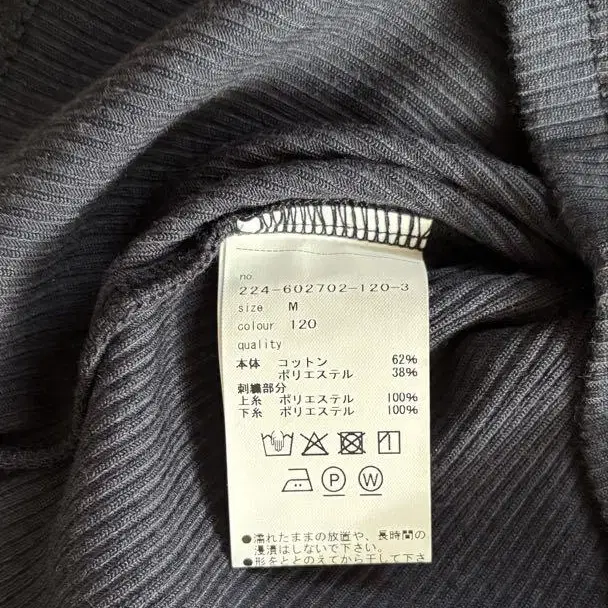 no
224-602702-120-3
size M
colour 120
quality
本体 コットン 62%
ポリエステル 38%
刺繍部分
上糸 ポリエステル 100%
下糸 ポリエステル 100%
P W
●濡れたままの放置や、長時間の
浸漬はしないで下さい。
●形をととのえてから干して下さ